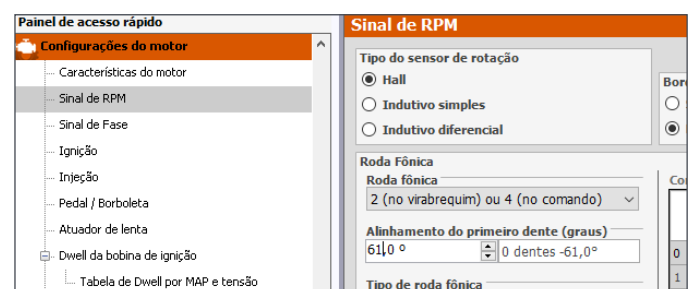 Painel de acesso rápido
Configurações do motor
Características do motor
Sinal de RPM
Sinal de Fase
Ignição
Injeção
Pedal / Borboleta
Atuador de lenta
Dwell da bobina de ignição
Tabela de Dwell por MAP e tensão
Sinal de RPM
Tipo do sensor de rotação
Hall
Indutivo simples
Indutivo diferencial
Roda Fônica
Roda fônica
2 (no virabrequim) ou 4 (no comando)
Alinhamento do primeiro dente (graus)
61,0 º
0 dentes -61,0°
Tipo de roda fônica
0
1